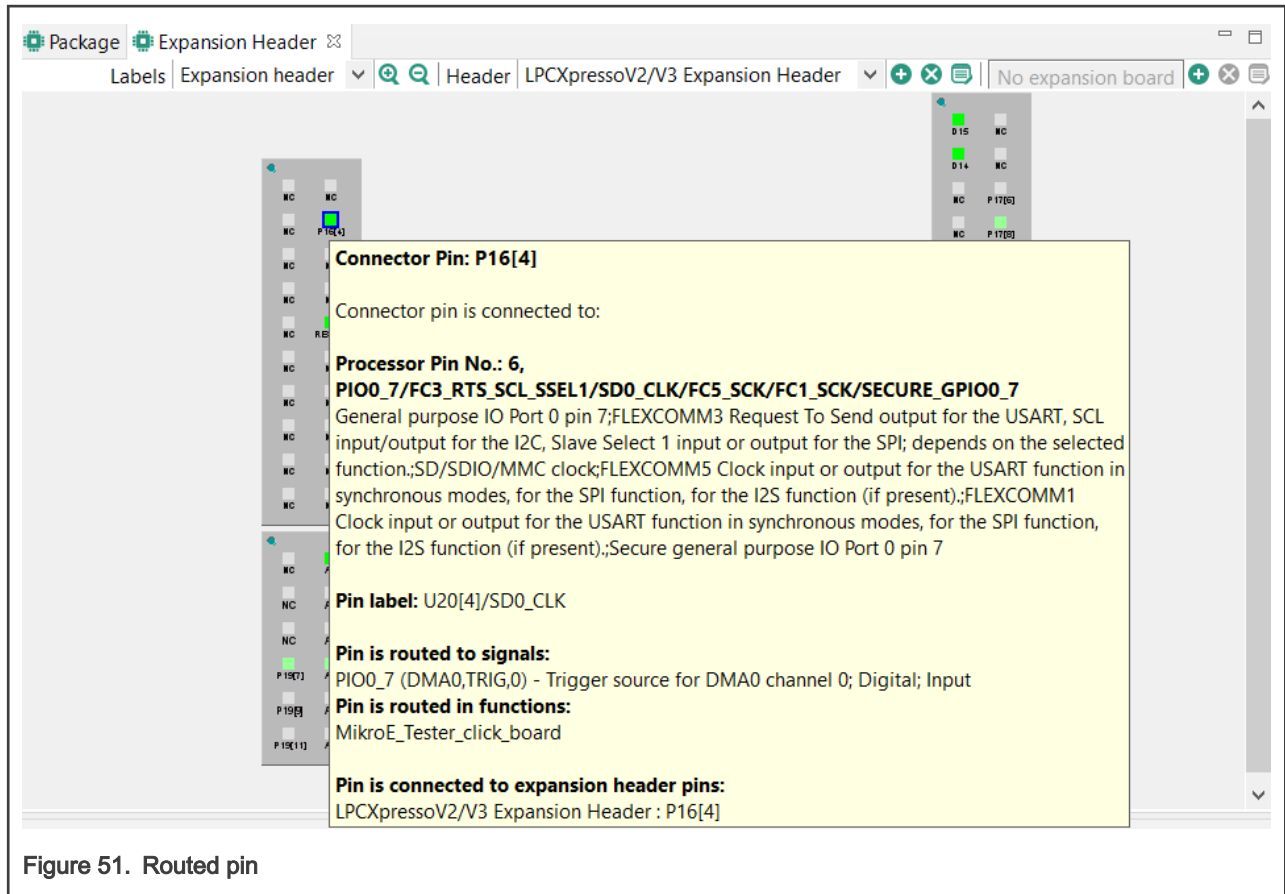 Package Expansion Header
Labels Expansion header Header LPCXpressoV2/V3 Expansion Header No expansion board
D15 NC
D14 NC
NC P17[6]
NC P17[8]
NC NC
NC P16[4]
NC
NC
NC
NC
NC
NC
NC
NC
NC
NC
NC
P19[7]
P19[9]
P19[11]
Connector Pin: P16[4]
Connector pin is connected to:
Processor Pin No.: 6,
PIO0_7/FC3_RTS_SCL_SSEL1/SD0_CLK/FC5_SCK/FC1_SCK/SECURE_GPIO0_7
General purpose IO Port 0 pin 7;FLEXCOMM3 Request To Send output for the USART, SCL
input/output for the I2C, Slave Select 1 input or output for the SPI; depends on the selected
function.;SD/SDIO/MMC clock;FLEXCOMM5 Clock input or output for the USART function in
synchronous modes, for the SPI function, for the I2S function (if present).;FLEXCOMM1
Clock input or output for the USART function in synchronous modes, for the SPI function,
for the I2S function (if present).;Secure general purpose IO Port 0 pin 7
Pin label: U20[4]/SD0_CLK
Pin is routed to signals:
PIO0_7 (DMA0,TRIG,0) - Trigger source for DMA0 channel 0; Digital; Input
Pin is routed in functions:
MikroE_Tester_click_board
Pin is connected to expansion header pins:
LPCXpressoV2/V3 Expansion Header : P16[4]
Figure 51. Routed pin